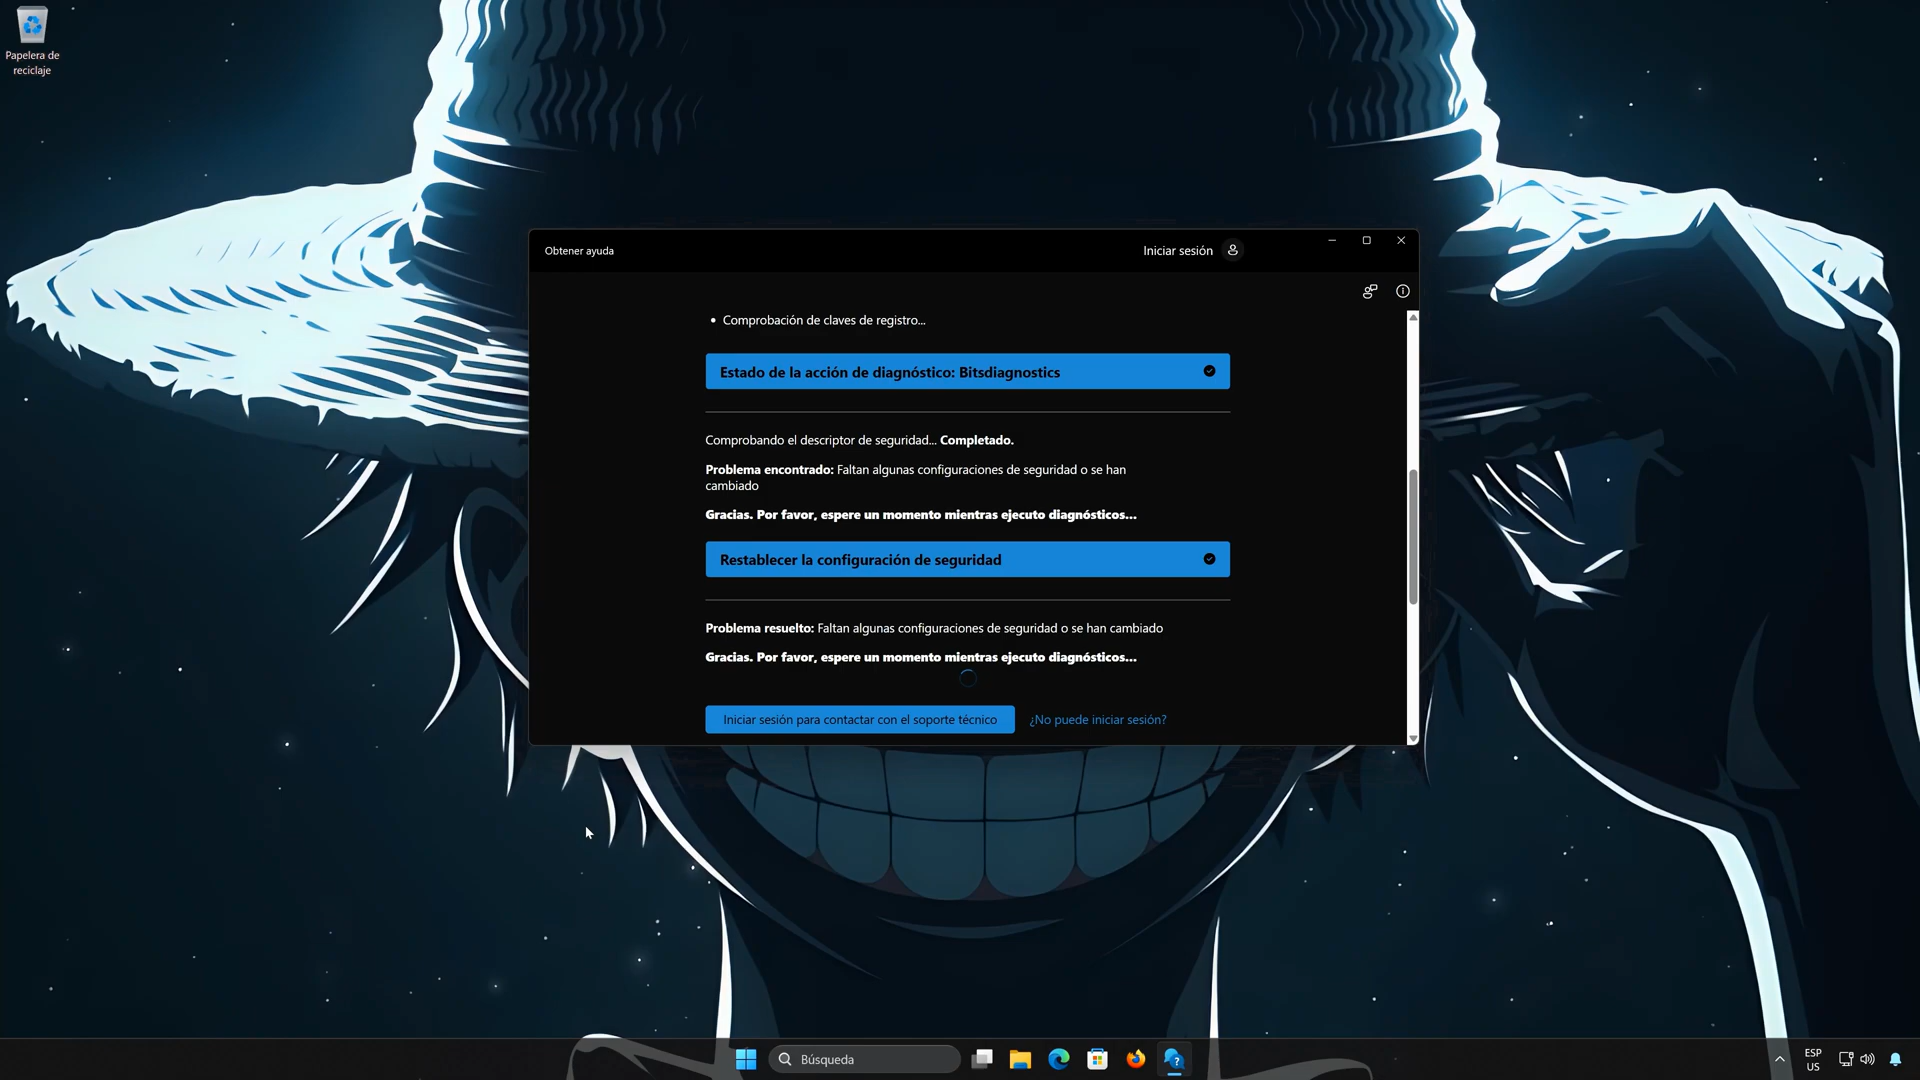 Papelera de
reciclaje
Obtener ayuda
Iniciar sesión
Comprobación de claves de registro...
Estado de la acción de diagnóstico: Bitsdiagnostics
Comprobando el descriptor de seguridad... Completado.
Problema encontrado: Faltan algunas configuraciones de seguridad o se han
cambiado
Gracias. Por favor, espere un momento mientras ejecuto diagnósticos...
Restablecer la configuración de seguridad
Problema resuelto: Faltan algunas configuraciones de seguridad o se han cambiado
Gracias. Por favor, espere un momento mientras ejecuto diagnósticos...
Iniciar sesión para contactar con el soporte técnico
¿No puede iniciar sesión?
Búsqueda
ESP
US